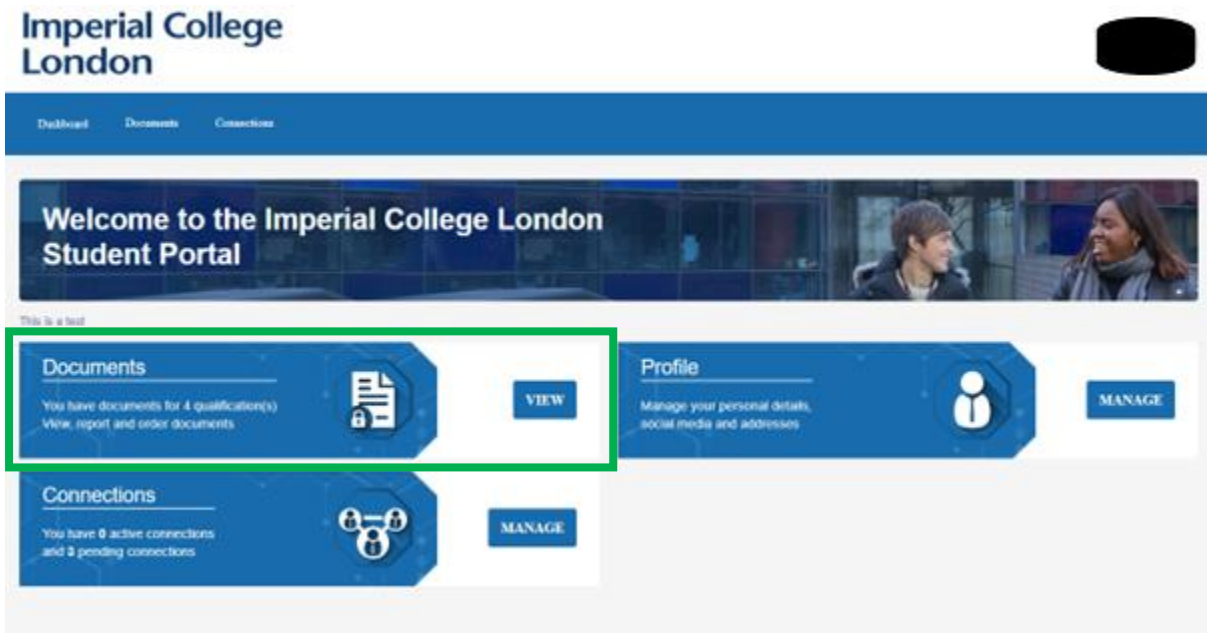 Imperial College
London
Dashboard Documents Connections
Welcome to the Imperial College London
Student Portal
This is a test
Documents
You have documents for 4 qualification(s)
View, report and order documents
VIEW
Profile
Manage your personal details,
social media and addresses
MANAGE
Connections
You have 0 active connections
and 3 pending connections
MANAGE